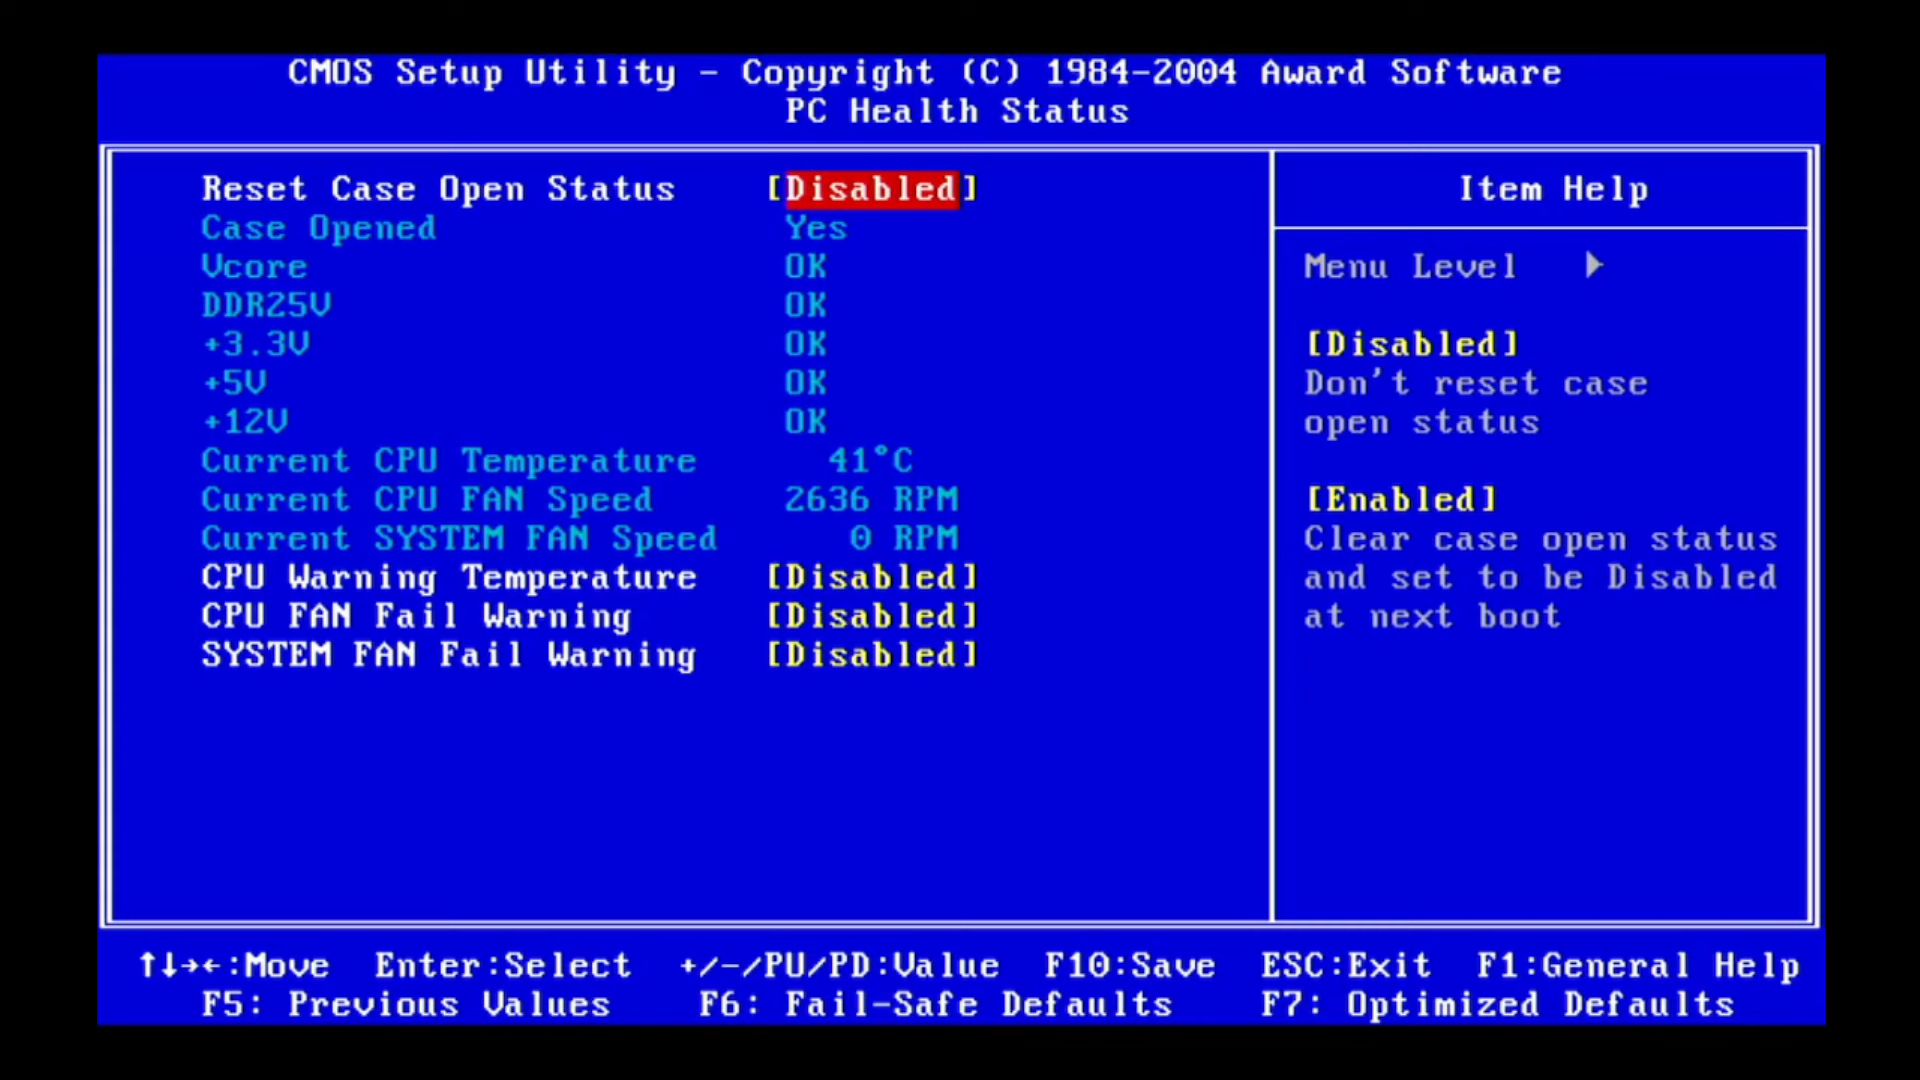 CMOS Setup Utility - Copyright (C) 1984-2004 Award Software
PC Health Status
Reset Case Open Status [Disabled]
Case Opened Yes
Vcore OK
DDR25V OK
+3.3V OK
+5V OK
+12V OK
Current CPU Temperature 41°C
Current CPU FAN Speed 2636 RPM
Current SYSTEM FAN Speed 0 RPM
CPU Warning Temperature [Disabled]
CPU FAN Fail Warning [Disabled]
SYSTEM FAN Fail Warning [Disabled]
Item Help
Menu Level ▶
[Disabled]
Don't reset case
open status
[Enabled]
Clear case open status
and set to be Disabled
at next boot
↑↓→←:Move Enter:Select +/-/PU/PD:Value F10:Save ESC:Exit F1:General Help
F5: Previous Values F6: Fail-Safe Defaults F7: Optimized Defaults